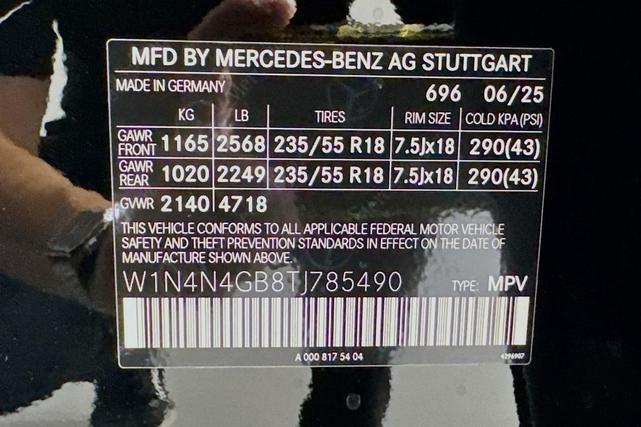 MFD BY MERCEDES-BENZ AG STUTTGART
MADE IN GERMANY
696 06/25
KG LB TIRES RIM SIZE COLD KPA (PSI)
GAWR FRONT 1165 2568 235/55 R18 7.5Jx18 290(43)
GAWR REAR 1020 2249 235/55 R18 7.5Jx18 290(43)
GVWR 2140 4718
THIS VEHICLE CONFORMS TO ALL APPLICABLE FEDERAL MOTOR VEHICLE
SAFETY AND THEFT PREVENTION STANDARDS IN EFFECT ON THE DATE OF
MANUFACTURE SHOWN ABOVE.
W1N4N4GB8TJ785490 TYPE: MPV
A 000 817 54 04